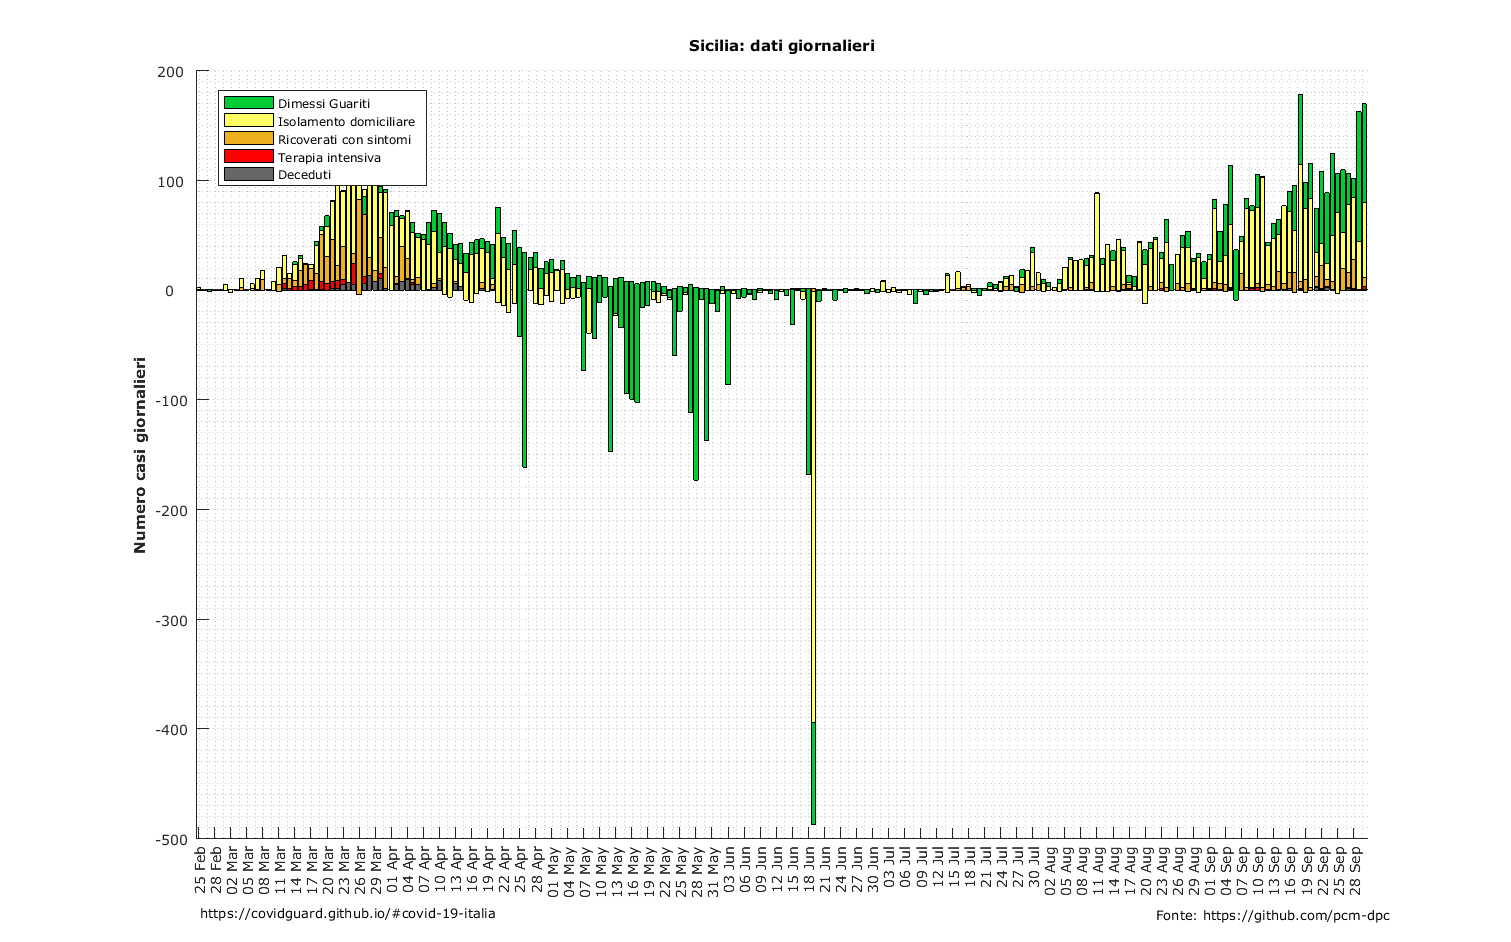 Sicilia: dati giornalieri
200
100
0
-100
-200
-300
-400
-500
Numero casi giornalieri
Dimessi Guariti
Isolamento domiciliare
Ricoverati con sintomi
Terapia intensiva
Deceduti
25 Feb
28 Feb
02 Mar
05 Mar
08 Mar
11 Mar
14 Mar
17 Mar
20 Mar
23 Mar
26 Mar
29 Mar
01 Apr
04 Apr
07 Apr
10 Apr
13 Apr
16 Apr
19 Apr
22 Apr
25 Apr
28 Apr
01 May
04 May
07 May
10 May
13 May
16 May
19 May
22 May
25 May
28 May
31 May
03 Jun
06 Jun
09 Jun
12 Jun
15 Jun
18 Jun
21 Jun
24 Jun
27 Jun
30 Jun
03 Jul
06 Jul
09 Jul
12 Jul
15 Jul
18 Jul
21 Jul
24 Jul
27 Jul
30 Jul
02 Aug
05 Aug
08 Aug
11 Aug
14 Aug
17 Aug
20 Aug
23 Aug
26 Aug
29 Aug
01 Sep
04 Sep
07 Sep
10 Sep
13 Sep
16 Sep
19 Sep
22 Sep
25 Sep
28 Sep
https://covidguard.github.io/#covid-19-italia
Fonte: https://github.com/pcm-dpc